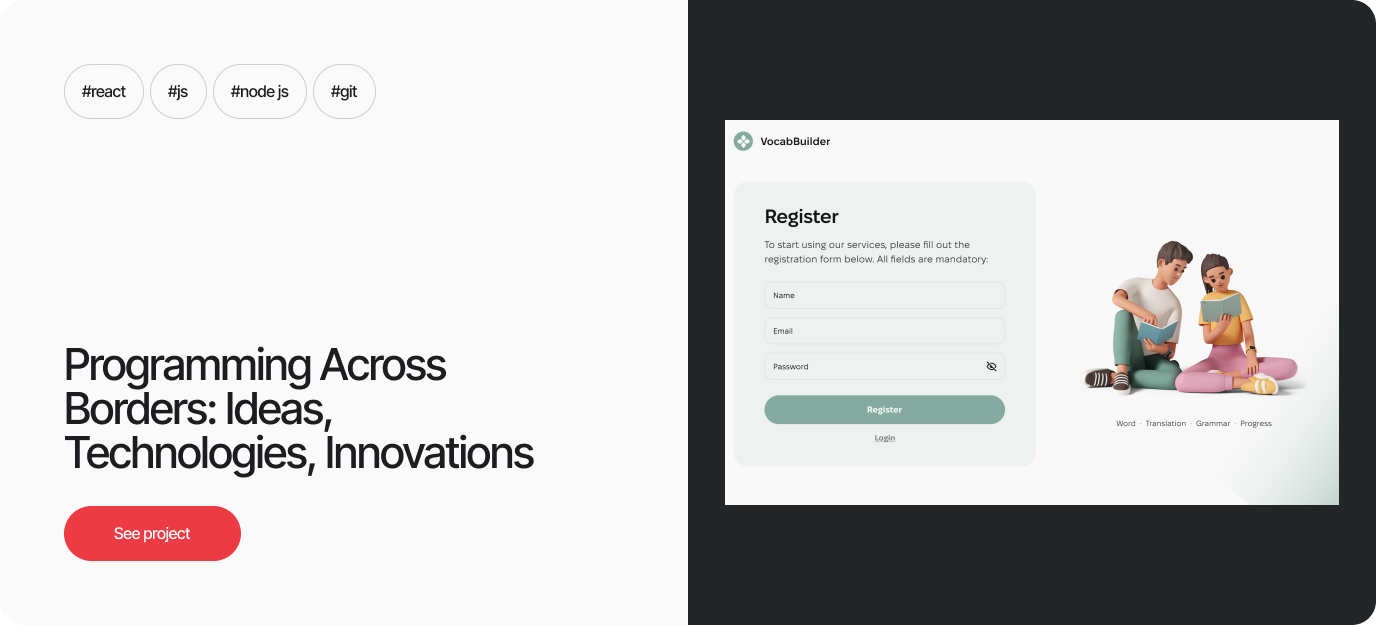 #react #js #node js #git
Programming Across
Borders: Ideas,
Technologies, Innovations
See project
VocabBuilder
Register
To start using our services, please fill out the
registration form below. All fields are mandatory:
Name
Email
Password
Register
Login
Word · Translation · Grammar · Progress